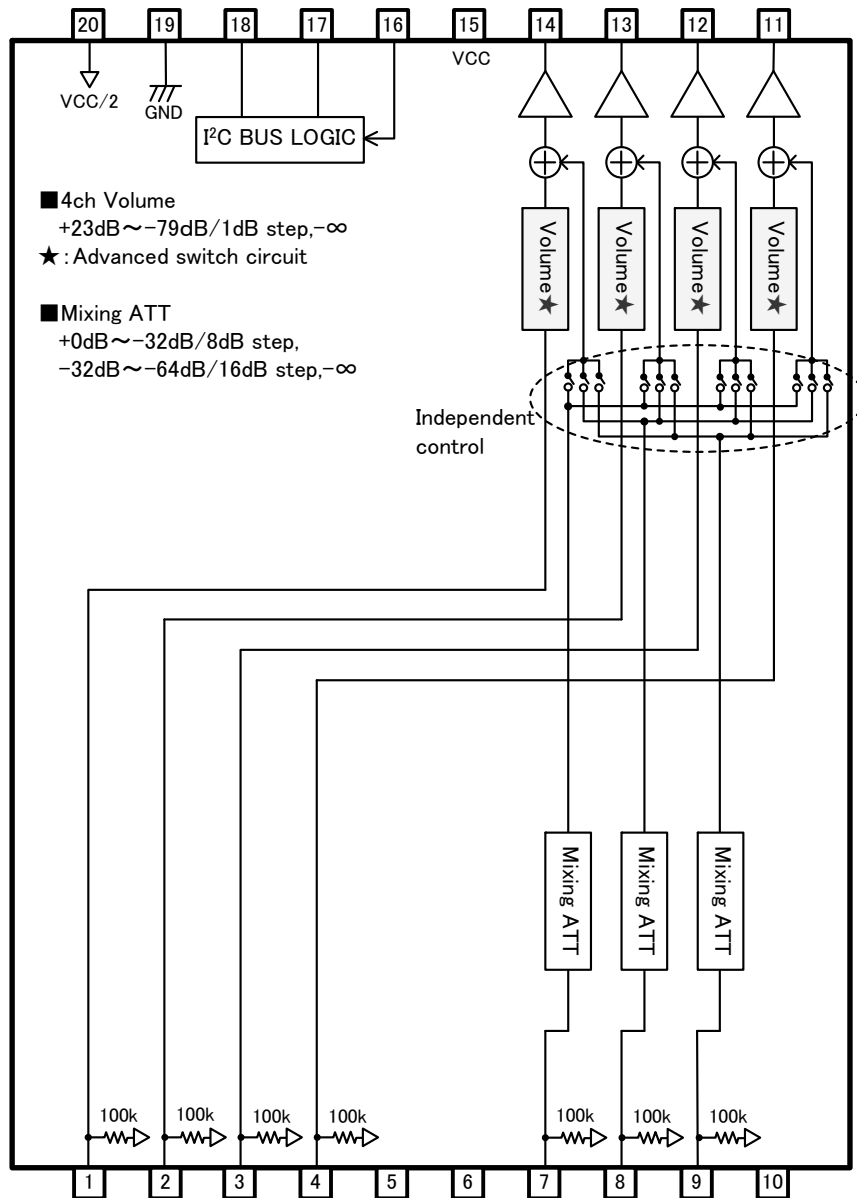 20 19 18 17 16 15 14 13 12 11
VCC
VCC/2
GND
I²C BUS LOGIC
■4ch Volume
+23dB～-79dB/1dB step,-∞
★:Advanced switch circuit
■Mixing ATT
+0dB～-32dB/8dB step,
-32dB～-64dB/16dB step,-∞
Volume★
Volume★
Volume★
Volume★
Independent
control
Mixing ATT
Mixing ATT
Mixing ATT
100k 100k 100k 100k 100k 100k 100k
1 2 3 4 5 6 7 8 9 10